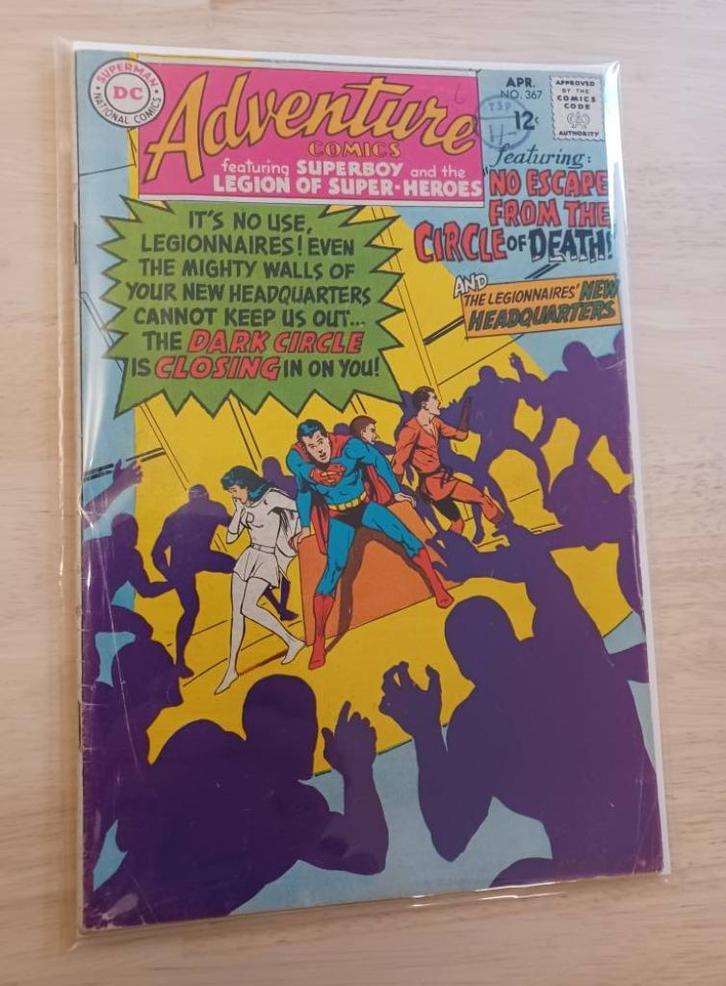 SUPERMAN
DC
NATIONAL COMICS
Adventure
COMICS
featuring SUPERBOY and the
LEGION OF SUPER-HEROES
APR.
NO. 367
12¢
APPROVED
BY THE
COMICS
CODE
AUTHORITY
featuring:
"NO ESCAPE
FROM THE
CIRCLE OF DEATH!
AND
THE LEGIONNAIRES' NEW
HEADQUARTERS
IT'S NO USE,
LEGIONNAIRES! EVEN
THE MIGHTY WALLS OF
YOUR NEW HEADQUARTERS
CANNOT KEEP US OUT...
THE DARK CIRCLE
IS CLOSING IN ON YOU!